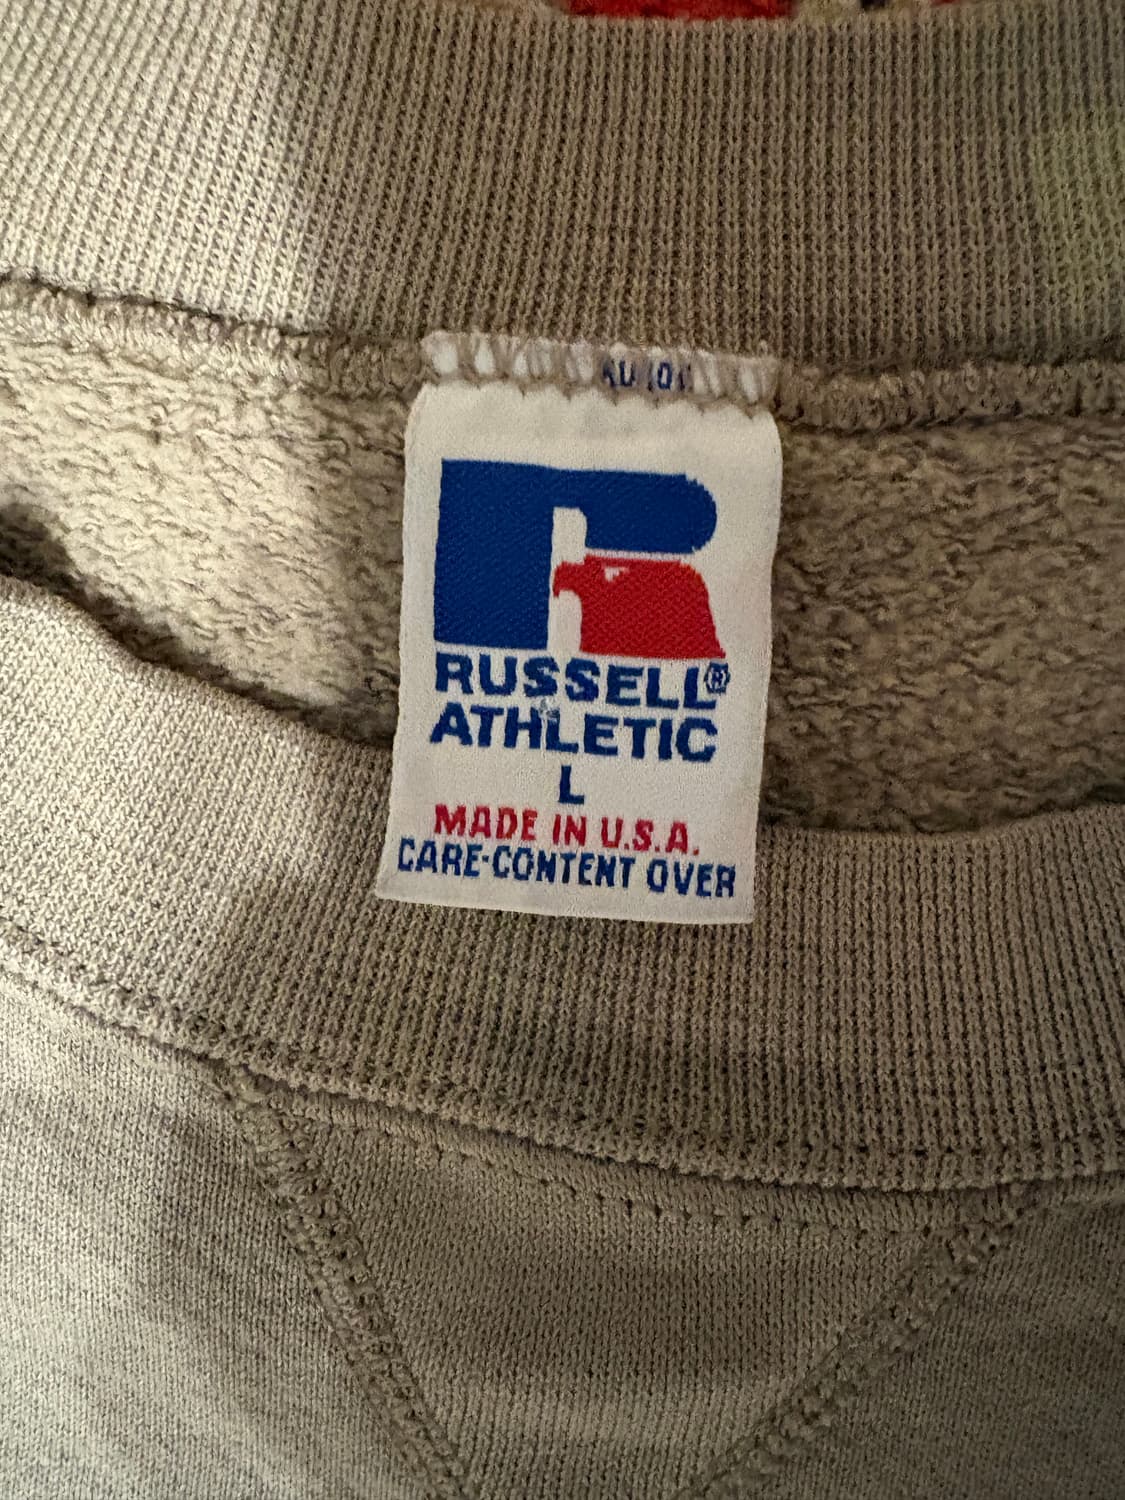 RUSSELL®
ATHLETIC
L
MADE IN U.S.A.
CARE·CONTENT OVER